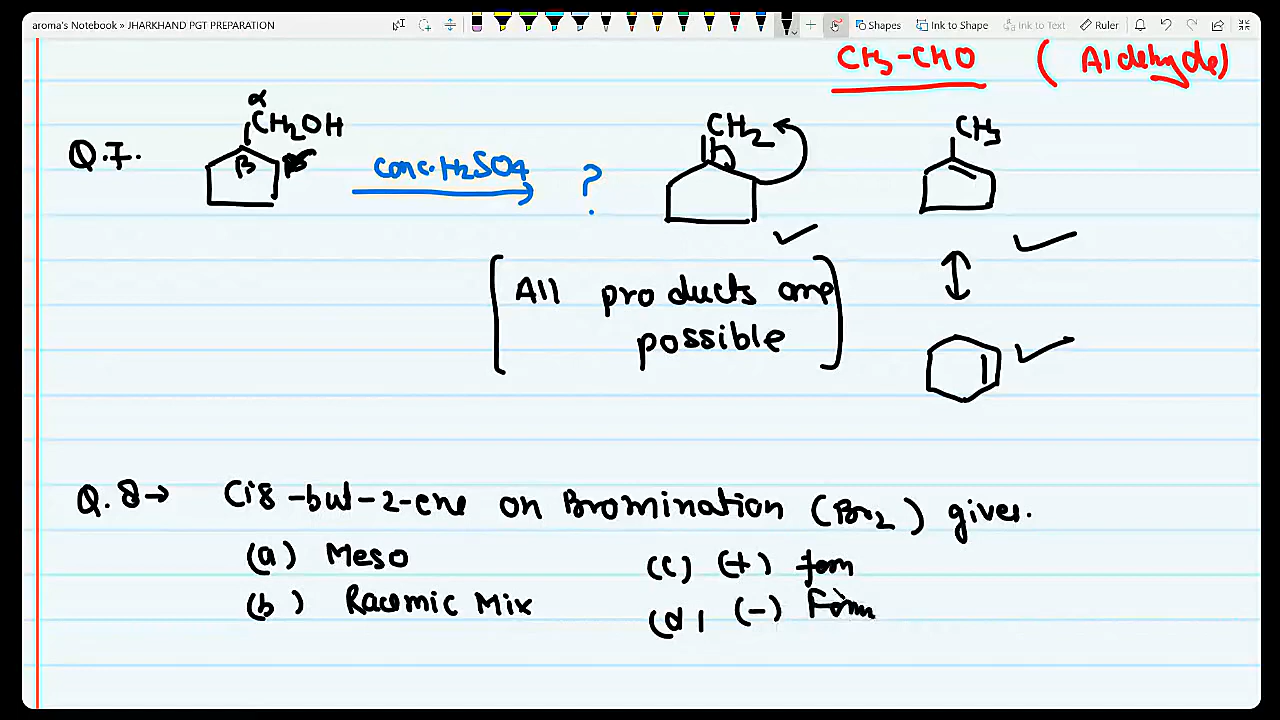 aroma's Notebook » JHARKHAND PGT PREPARATION
Shapes Ink to Shape Ink to Text Ruler
CH3-CHO (Aldehyde)
α
CH2OH
Q.7. β
conc. H2SO4
?
CH2
CH3
[All products are
possible]
Q.8→ Cis-but-2-ene on Bromination (Br2) gives.
(a) Meso (c) (+) form
(b) Racemic Mix (d) (-) Form